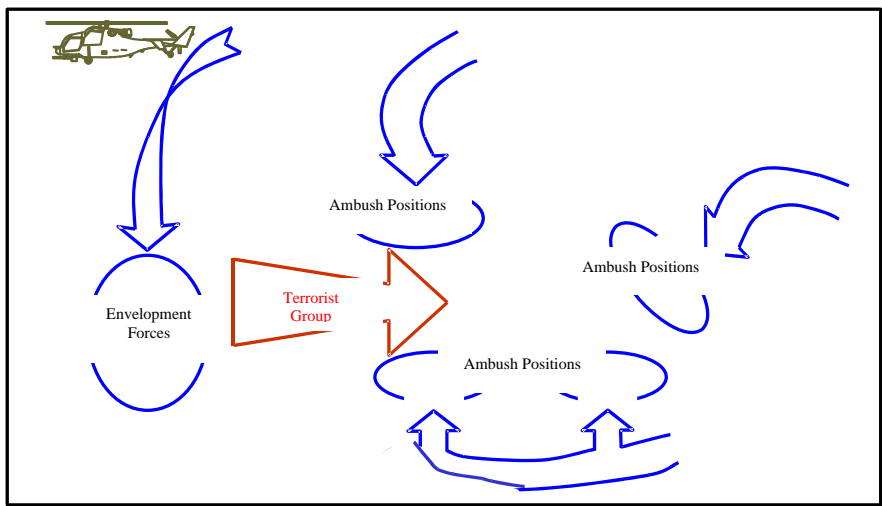 Ambush Positions
Ambush Positions
Terrorist
Group
Envelopment
Forces
Ambush Positions